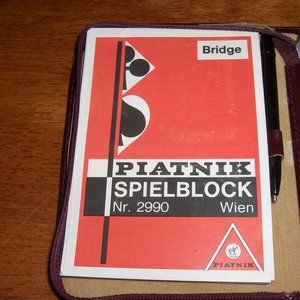 Bridge
PIATNIK
SPIELBLOCK
Nr. 2990 Wien
PIATNIK